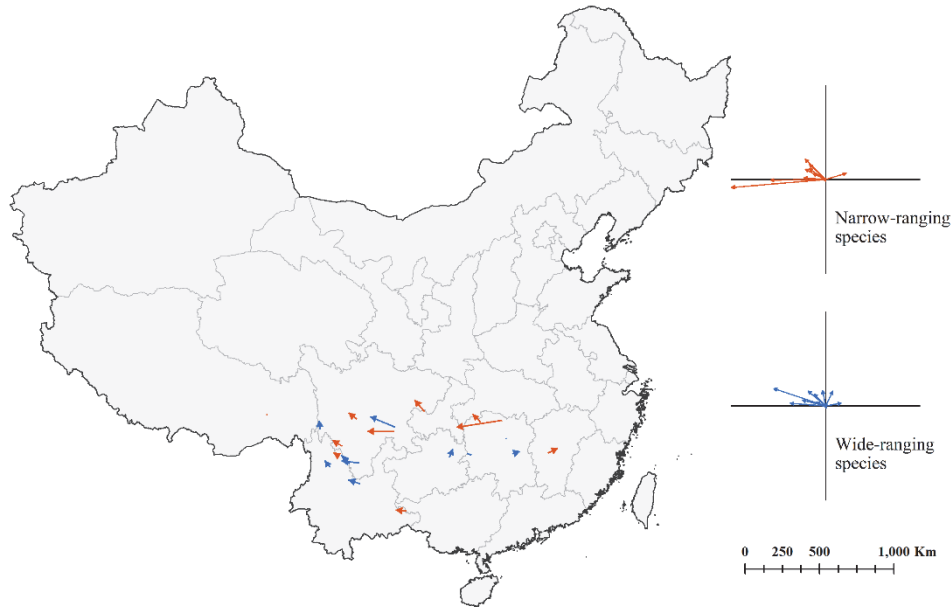 Narrow-ranging
species
Wide-ranging
species
0 250 500 1,000 Km